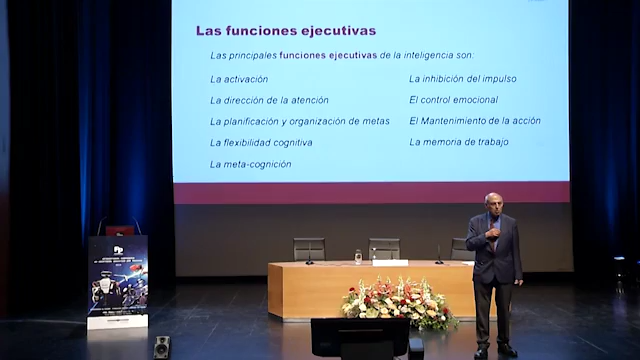 Las funciones ejecutivas
Las principales funciones ejecutivas de la inteligencia son:
La activación
La dirección de la atención
La planificación y organización de metas
La flexibilidad cognitiva
La meta-cognición
La inhibición del impulso
El control emocional
El Mantenimiento de la acción
La memoria de trabajo